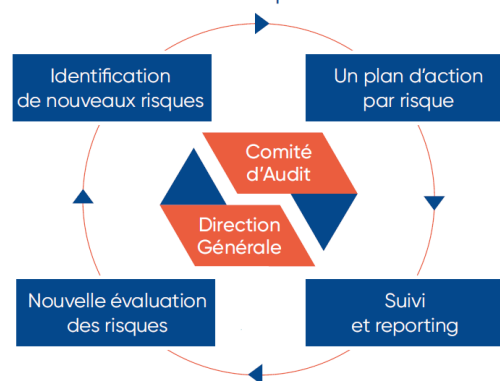 Identification
de nouveaux risques
Un plan d'action
par risque
Comité
d'Audit
Direction
Générale
Nouvelle évaluation
des risques
Suivi
et reporting